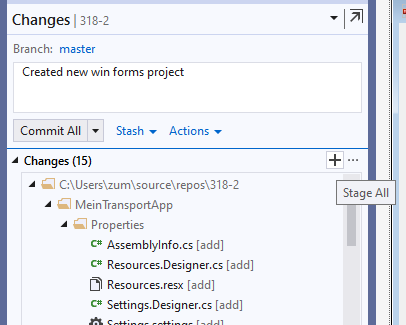 Changes | 318-2
Branch: master
Created new win forms project
Commit All Stash Actions
Changes (15)
Stage All
C:\Users\zum\source\repos\318-2
MeinTransportApp
Properties
C# AssemblyInfo.cs [add]
C# Resources.Designer.cs [add]
Resources.resx [add]
C# Settings.Designer.cs [add]
Settings.settings [add]